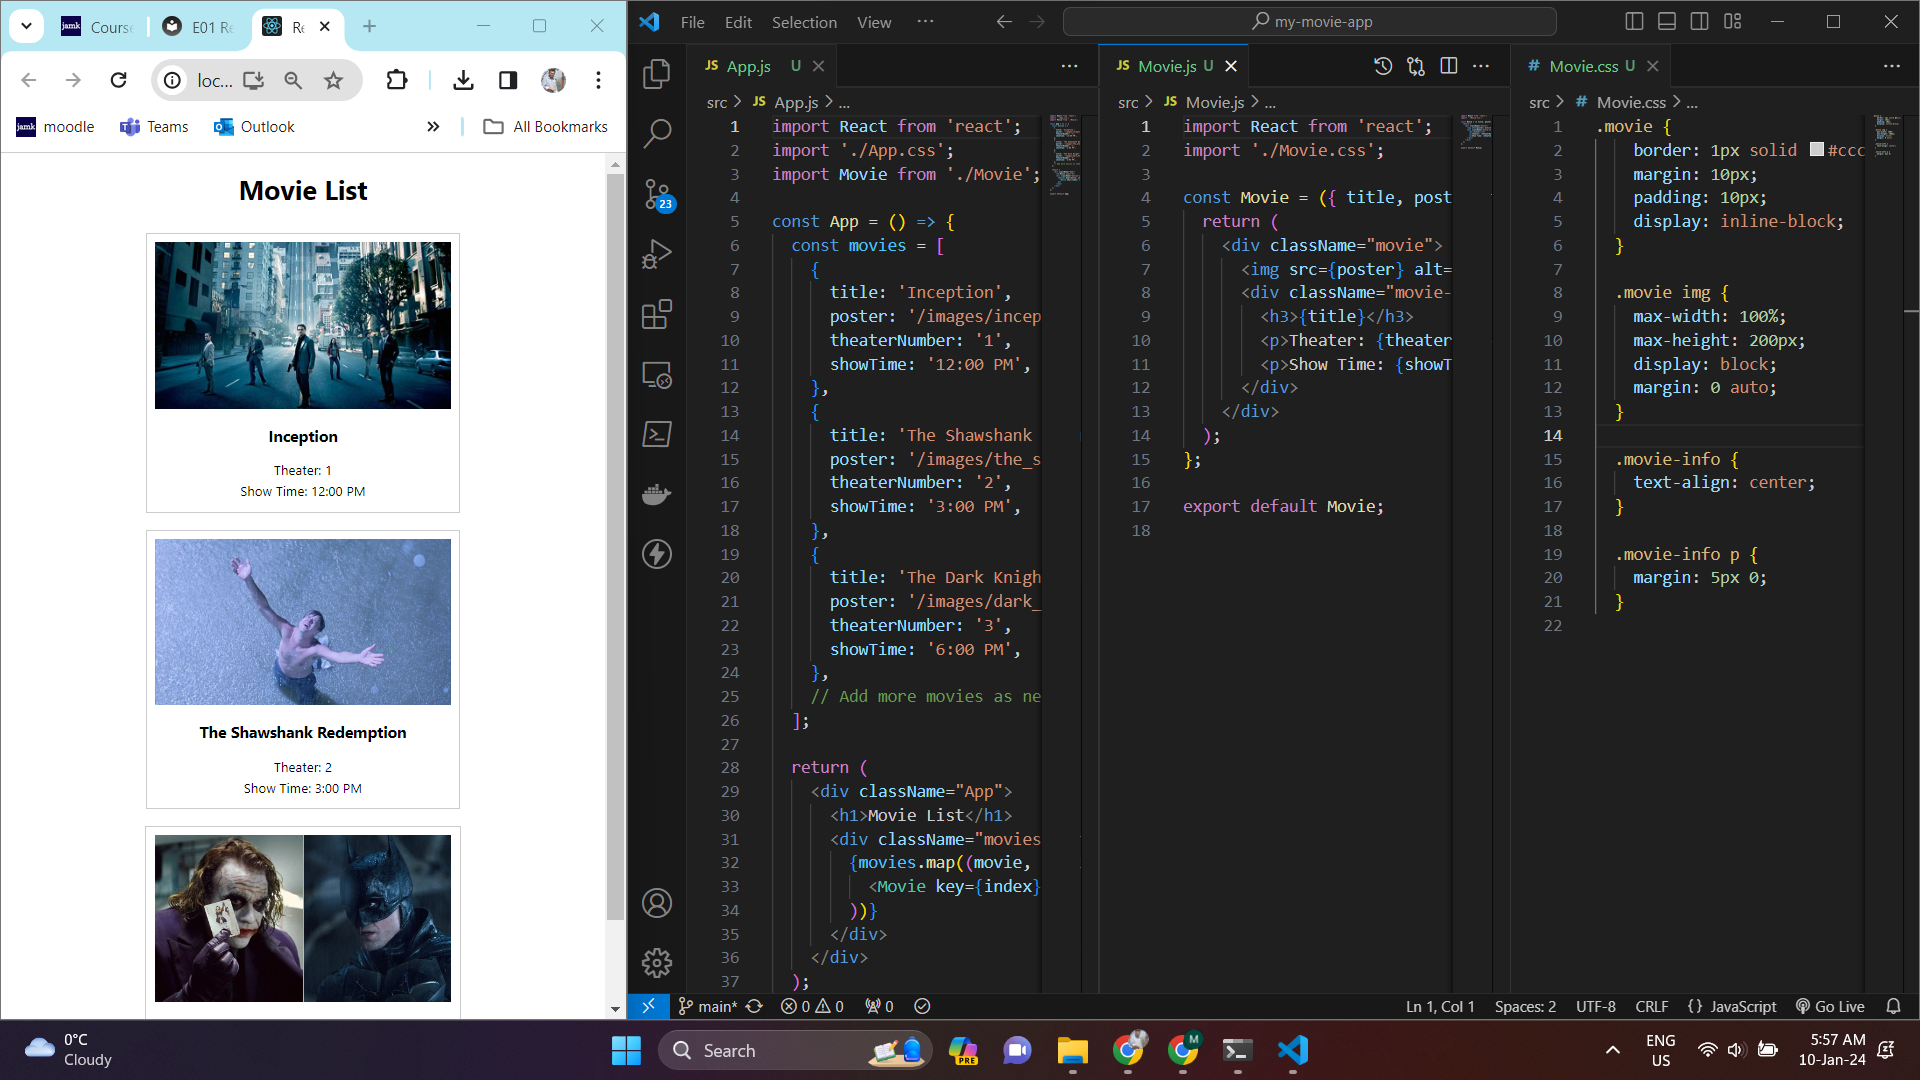 jamk Course
E01 Re
Re
loc...
jamk moodle
Teams
Outlook
All Bookmarks
Movie List
Inception
Theater: 1
Show Time: 12:00 PM
The Shawshank Redemption
Theater: 2
Show Time: 3:00 PM
File Edit Selection View ...
my-movie-app
23
JS App.js U
src > JS App.js > ...
1 import React from 'react';
2 import './App.css';
3 import Movie from './Movie';
4
5 const App = () => {
6 const movies = [
7 {
8 title: 'Inception',
9 poster: '/images/incep
10 theaterNumber: '1',
11 showTime: '12:00 PM',
12 },
13 {
14 title: 'The Shawshank
15 poster: '/images/the_s
16 theaterNumber: '2',
17 showTime: '3:00 PM',
18 },
19 {
20 title: 'The Dark Knigh
21 poster: '/images/dark_
22 theaterNumber: '3',
23 showTime: '6:00 PM',
24 },
25 // Add more movies as ne
26 ];
27
28 return (
29 <div className="App">
30 <h1>Movie List</h1>
31 <div className="movies
32 {movies.map((movie,
33 <Movie key={index}
34 ))}
35 </div>
36 </div>
37 );
JS Movie.js U
src > JS Movie.js > ...
1 import React from 'react';
2 import './Movie.css';
3
4 const Movie = ({ title, post
5 return (
6 <div className="movie">
7 <img src={poster} alt=
8 <div className="movie-
9 <h3>{title}</h3>
10 <p>Theater: {theater
11 <p>Show Time: {showT
12 </div>
13 </div>
14 );
15 };
16
17 export default Movie;
18
# Movie.css U
src > # Movie.css > ...
1 .movie {
2 border: 1px solid #ccc
3 margin: 10px;
4 padding: 10px;
5 display: inline-block;
6 }
7
8 .movie img {
9 max-width: 100%;
10 max-height: 200px;
11 display: block;
12 margin: 0 auto;
13 }
14
15 .movie-info {
16 text-align: center;
17 }
18
19 .movie-info p {
20 margin: 5px 0;
21 }
22
main* 0 0 0
Ln 1, Col 1 Spaces: 2 UTF-8 CRLF {} JavaScript Go Live
0°C
Cloudy
Search
PRE
M
ENG
US
5:57 AM
10-Jan-24